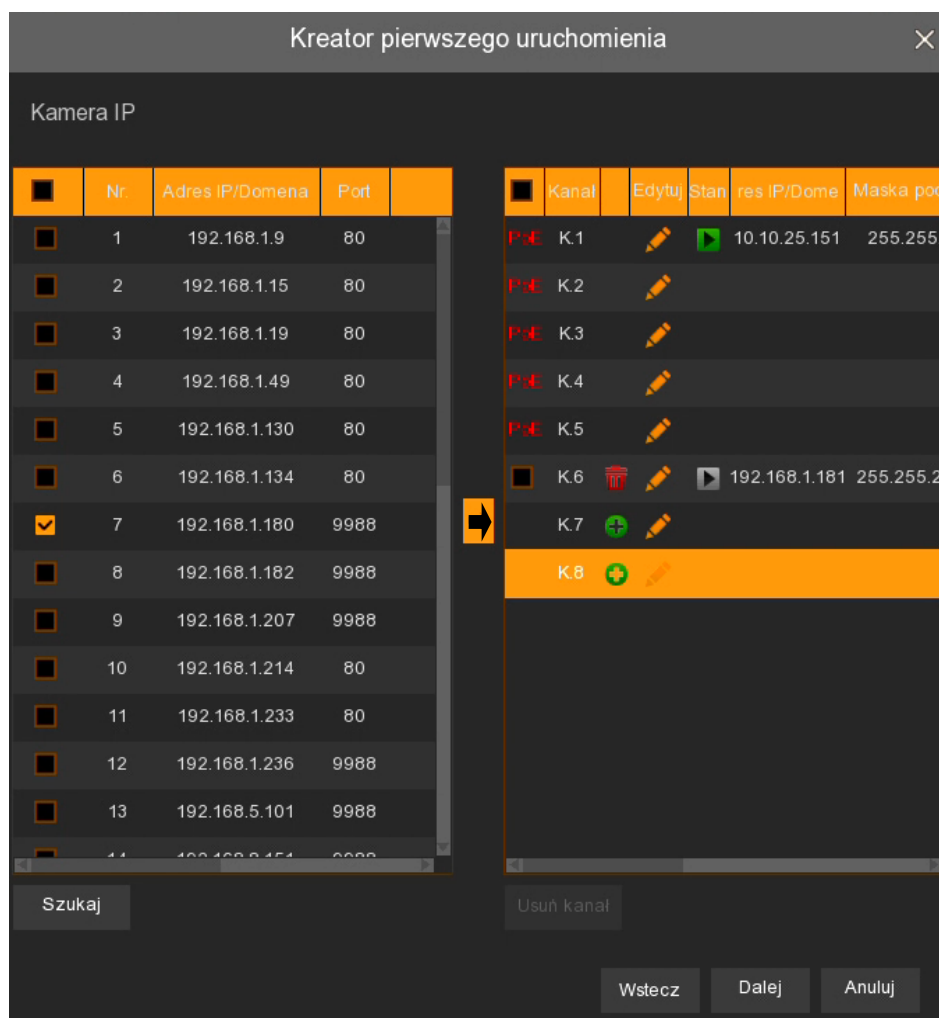 Kreator pierwszego uruchomienia
Kamera IP
Nr. Adres IP/Domena Port
1 192.168.1.9 80
2 192.168.1.15 80
3 192.168.1.19 80
4 192.168.1.49 80
5 192.168.1.130 80
6 192.168.1.134 80
7 192.168.1.180 9988
8 192.168.1.182 9988
9 192.168.1.207 9988
10 192.168.1.214 80
11 192.168.1.233 80
12 192.168.1.236 9988
13 192.168.5.101 9988
14
Szukaj
Kanał Edytuj Stan res IP/Dome Maska pod
PoE K.1 10.10.25.151 255.255
PoE K.2
PoE K.3
PoE K.4
PoE K.5
K.6 192.168.1.181 255.255.2
K.7
K.8
Usuń kanał
Wstecz Dalej Anuluj